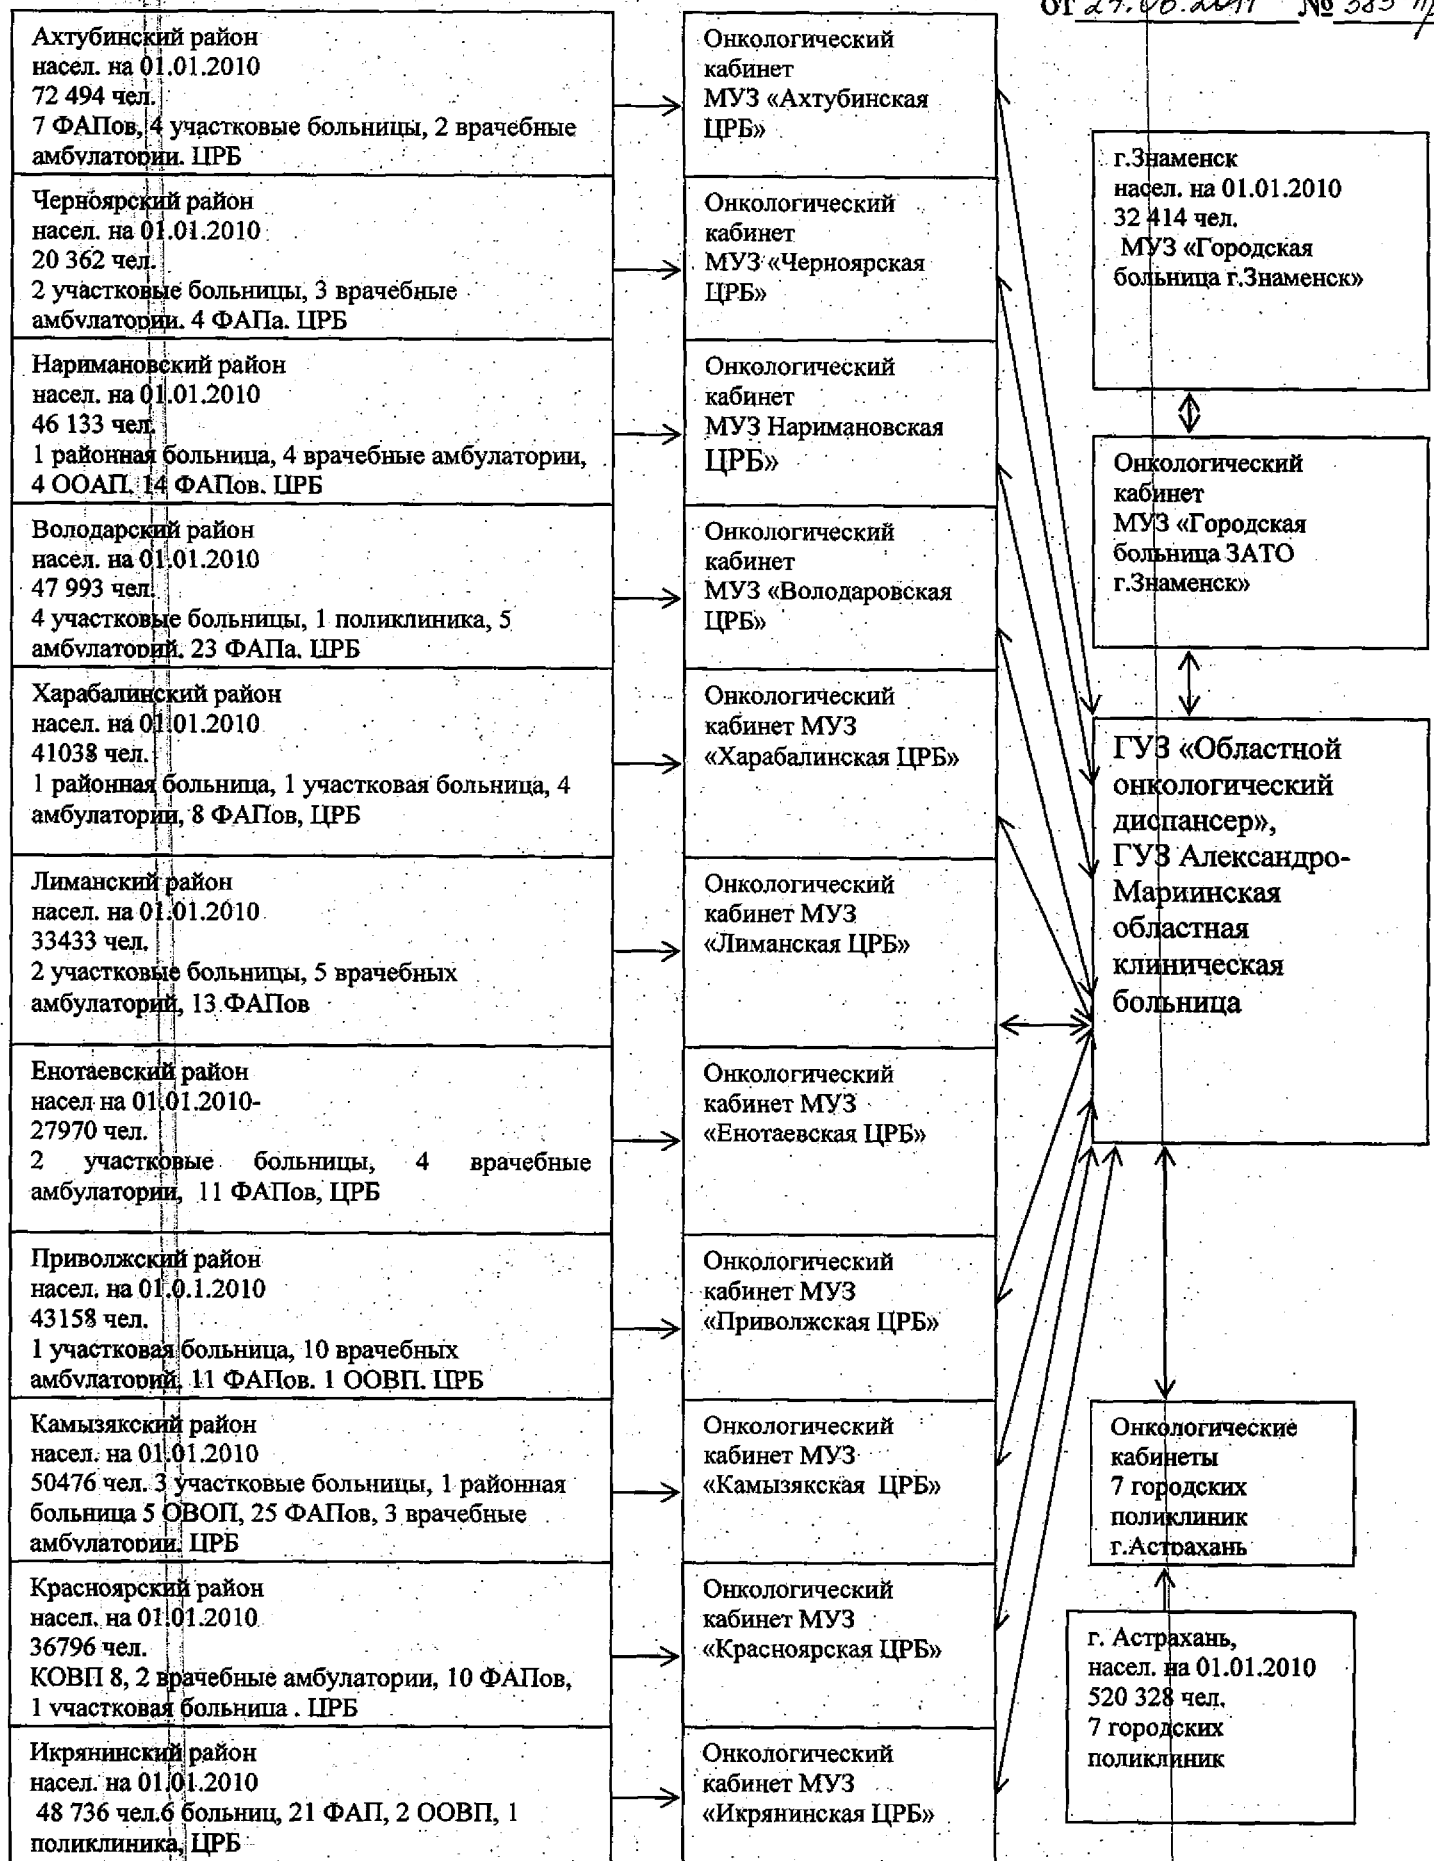 от № 383
Ахтубинский район
насел. на 01.01.2010
72 494 чел.
7 ФАПов, 4 участковые больницы, 2 врачебные
амбулатории. ЦРБ
Черноярский район
насел. на 01.01.2010
20 362 чел.
2 участковые больницы, 3 врачебные
амбулатории. 4 ФАПа. ЦРБ
Наримановский район
насел. на 01.01.2010
46 133 чел.
1 районная больница, 4 врачебные амбулатории,
4 ООАП. 14 ФАПов. ЦРБ
Володарский район
насел. на 01.01.2010
47 993 чел.
4 участковые больницы, 1 поликлиника, 5
амбулаторий. 23 ФАПа. ЦРБ
Харабалинский район
насел. на 01.01.2010
41038 чел.
1 районная больница, 1 участковая больница, 4
амбулатории, 8 ФАПов, ЦРБ
Лиманский район
насел. на 01.01.2010
33433 чел.
2 участковые больницы, 5 врачебных
амбулаторий, 13 ФАПов
Енотаевский район
насел на 01.01.2010-
27970 чел.
2 участковые больницы, 4 врачебные
амбулатории, 11 ФАПов, ЦРБ
Приволжский район
насел. на 01.0.1.2010
43158 чел.
1 участковая больница, 10 врачебных
амбулаторий. 11 ФАПов. 1 ООВП. ЦРБ
Камызякский район
насел. на 01.01.2010
50476 чел. 3 участковые больницы, 1 районная
больница 5 ОВОП, 25 ФАПов, 3 врачебные
амбулатории. ЦРБ
Красноярский район
насел. на 01.01.2010
36796 чел.
КОВП 8, 2 врачебные амбулатории, 10 ФАПов,
1 участковая больница . ЦРБ
Икрянинский район
насел. на 01.01.2010
48 736 чел.6 больниц, 21 ФАП, 2 ООВП, 1
поликлиника, ЦРБ
Онкологический
кабинет
МУЗ «Ахтубинская
ЦРБ»
Онкологический
кабинет
МУЗ «Черноярская
ЦРБ»
Онкологический
кабинет
МУЗ Наримановская
ЦРБ»
Онкологический
кабинет
МУЗ «Володаровская
ЦРБ»
Онкологический
кабинет МУЗ
«Харабалинская ЦРБ»
Онкологический
кабинет МУЗ
«Лиманская ЦРБ»
Онкологический
кабинет МУЗ
«Енотаевская ЦРБ»
Онкологический
кабинет МУЗ
«Приволжская ЦРБ»
Онкологический
кабинет МУЗ
«Камызякская ЦРБ»
Онкологический
кабинет МУЗ
«Красноярская ЦРБ»
Онкологический
кабинет МУЗ
«Икрянинская ЦРБ»
г.Знаменск
насел. на 01.01.2010
32 414 чел.
МУЗ «Городская
больница г.Знаменск»
Онкологический
кабинет
МУЗ «Городская
больница ЗАТО
г.Знаменск»
ГУЗ «Областной
онкологический
диспансер»,
ГУЗ Александро-
Мариинская
областная
клиническая
больница
Онкологические
кабинеты
7 городских
поликлиник
г.Астрахань
г. Астрахань,
насел. на 01.01.2010
520 328 чел.
7 городских
поликлиник